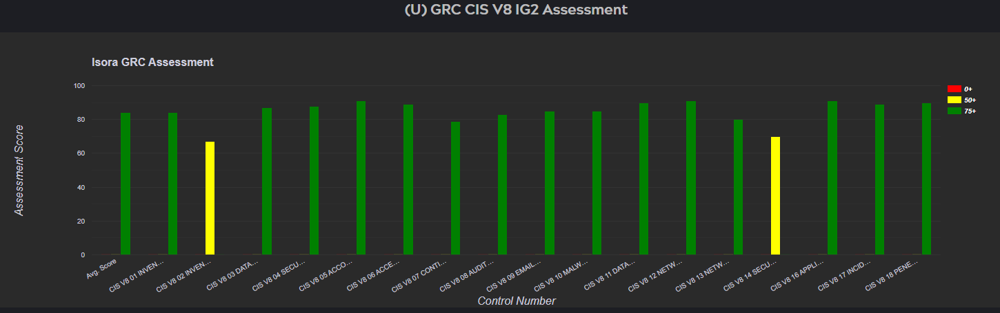 (U) GRC CIS V8 IG2 Assessment
Isora GRC Assessment
100
80
60
40
20
0
Assessment Score
0+
50+
75+
Avg. Score
CIS V8 01 INVEN...
CIS V8 02 INVEN...
CIS V8 03 DATA...
CIS V8 04 SECU...
CIS V8 05 ACCO...
CIS V8 06 ACCE...
CIS V8 07 CONTI...
CIS V8 08 AUDIT...
CIS V8 09 EMAIL...
CIS V8 10 MALW...
CIS V8 11 DATA...
CIS V8 12 NETW...
CIS V8 13 NETW...
CIS V8 14 SECU...
CIS V8 16 APPLI...
CIS V8 17 INCID...
CIS V8 18 PENE...
Control Number